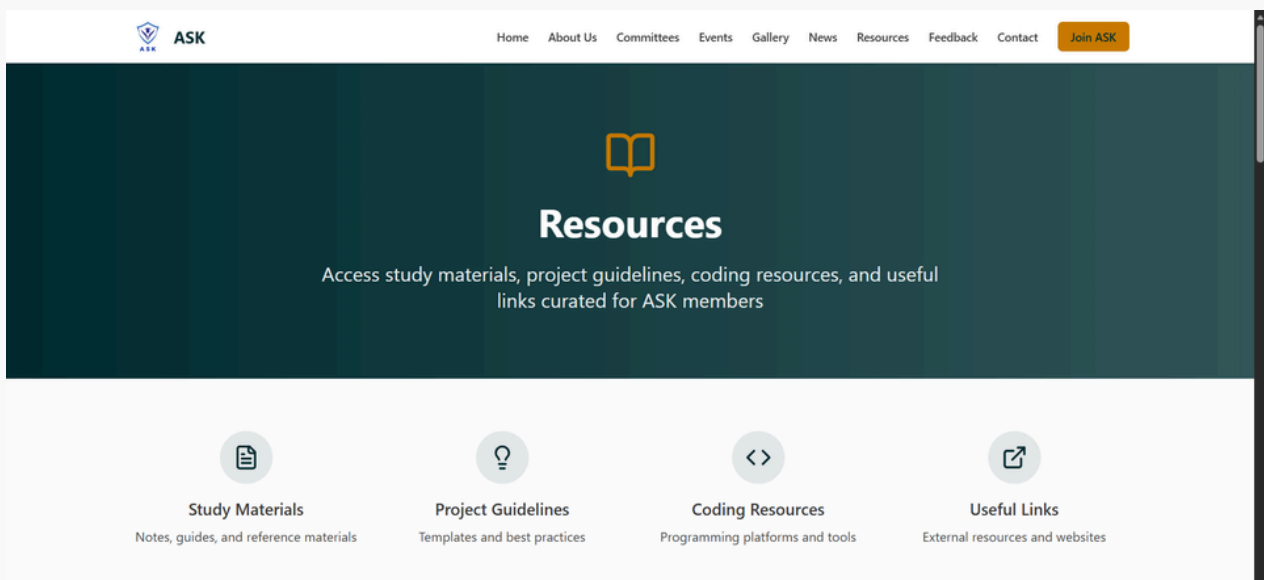 ASK
ASK
Home About Us Committees Events Gallery News Resources Feedback Contact Join ASK
Resources
Access study materials, project guidelines, coding resources, and useful
links curated for ASK members
Study Materials Project Guidelines Coding Resources Useful Links
Notes, guides, and reference materials Templates and best practices Programming platforms and tools External resources and websites